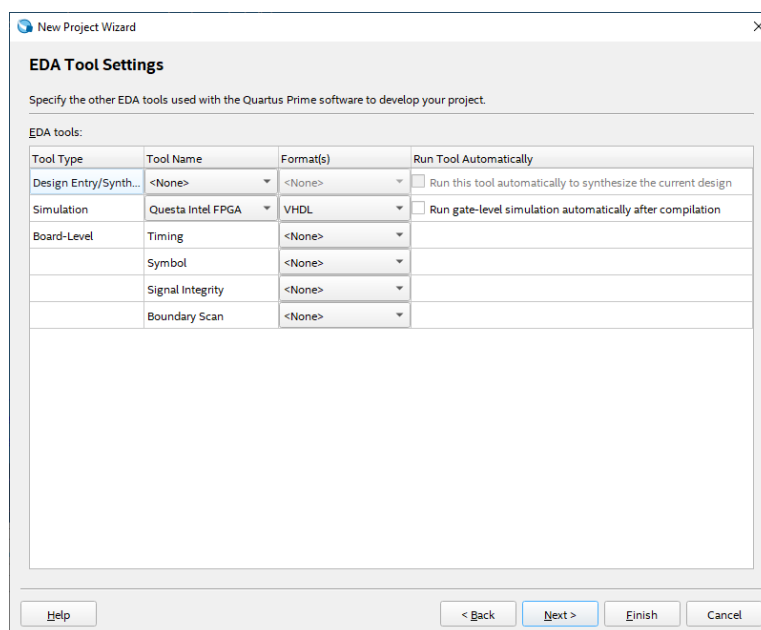 New Project Wizard
EDA Tool Settings
Specify the other EDA tools used with the Quartus Prime software to develop your project.
EDA tools:
Tool Type Tool Name Format(s) Run Tool Automatically
Design Entry/Synth... <None> <None> Run this tool automatically to synthesize the current design
Simulation Questa Intel FPGA VHDL Run gate-level simulation automatically after compilation
Board-Level Timing <None>
Symbol <None>
Signal Integrity <None>
Boundary Scan <None>
Help < Back Next > Finish Cancel